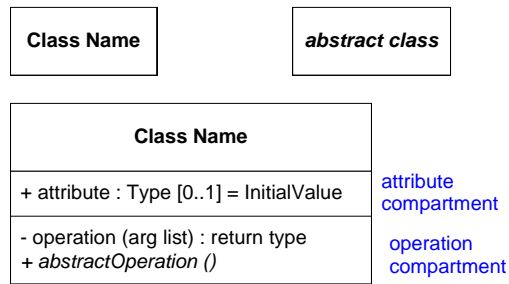 Class Name
abstract class
Class Name
+ attribute : Type [0..1] = InitialValue
attribute
compartment
- operation (arg list) : return type
+ abstractOperation ()
operation
compartment